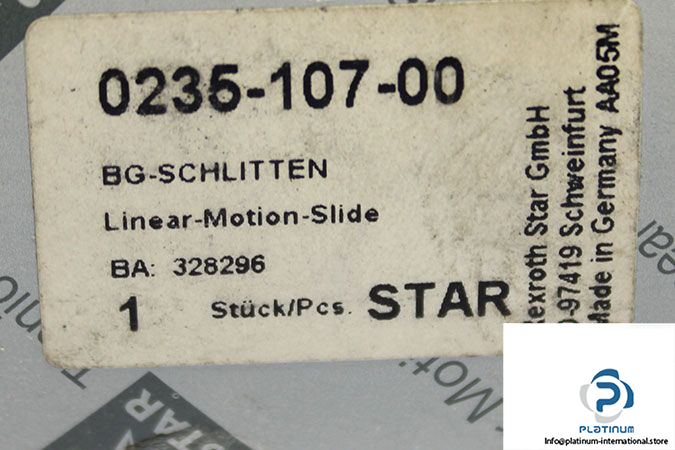 0235-107-00
BG-SCHLITTEN
Linear-Motion-Slide
BA: 328296
1 Stück/Pcs. STAR
Rexroth Star GmbH
D-97419 Schweinfurt
Made in Germany AA05M
STAR
PLATINUM
Info@platinum-international.store